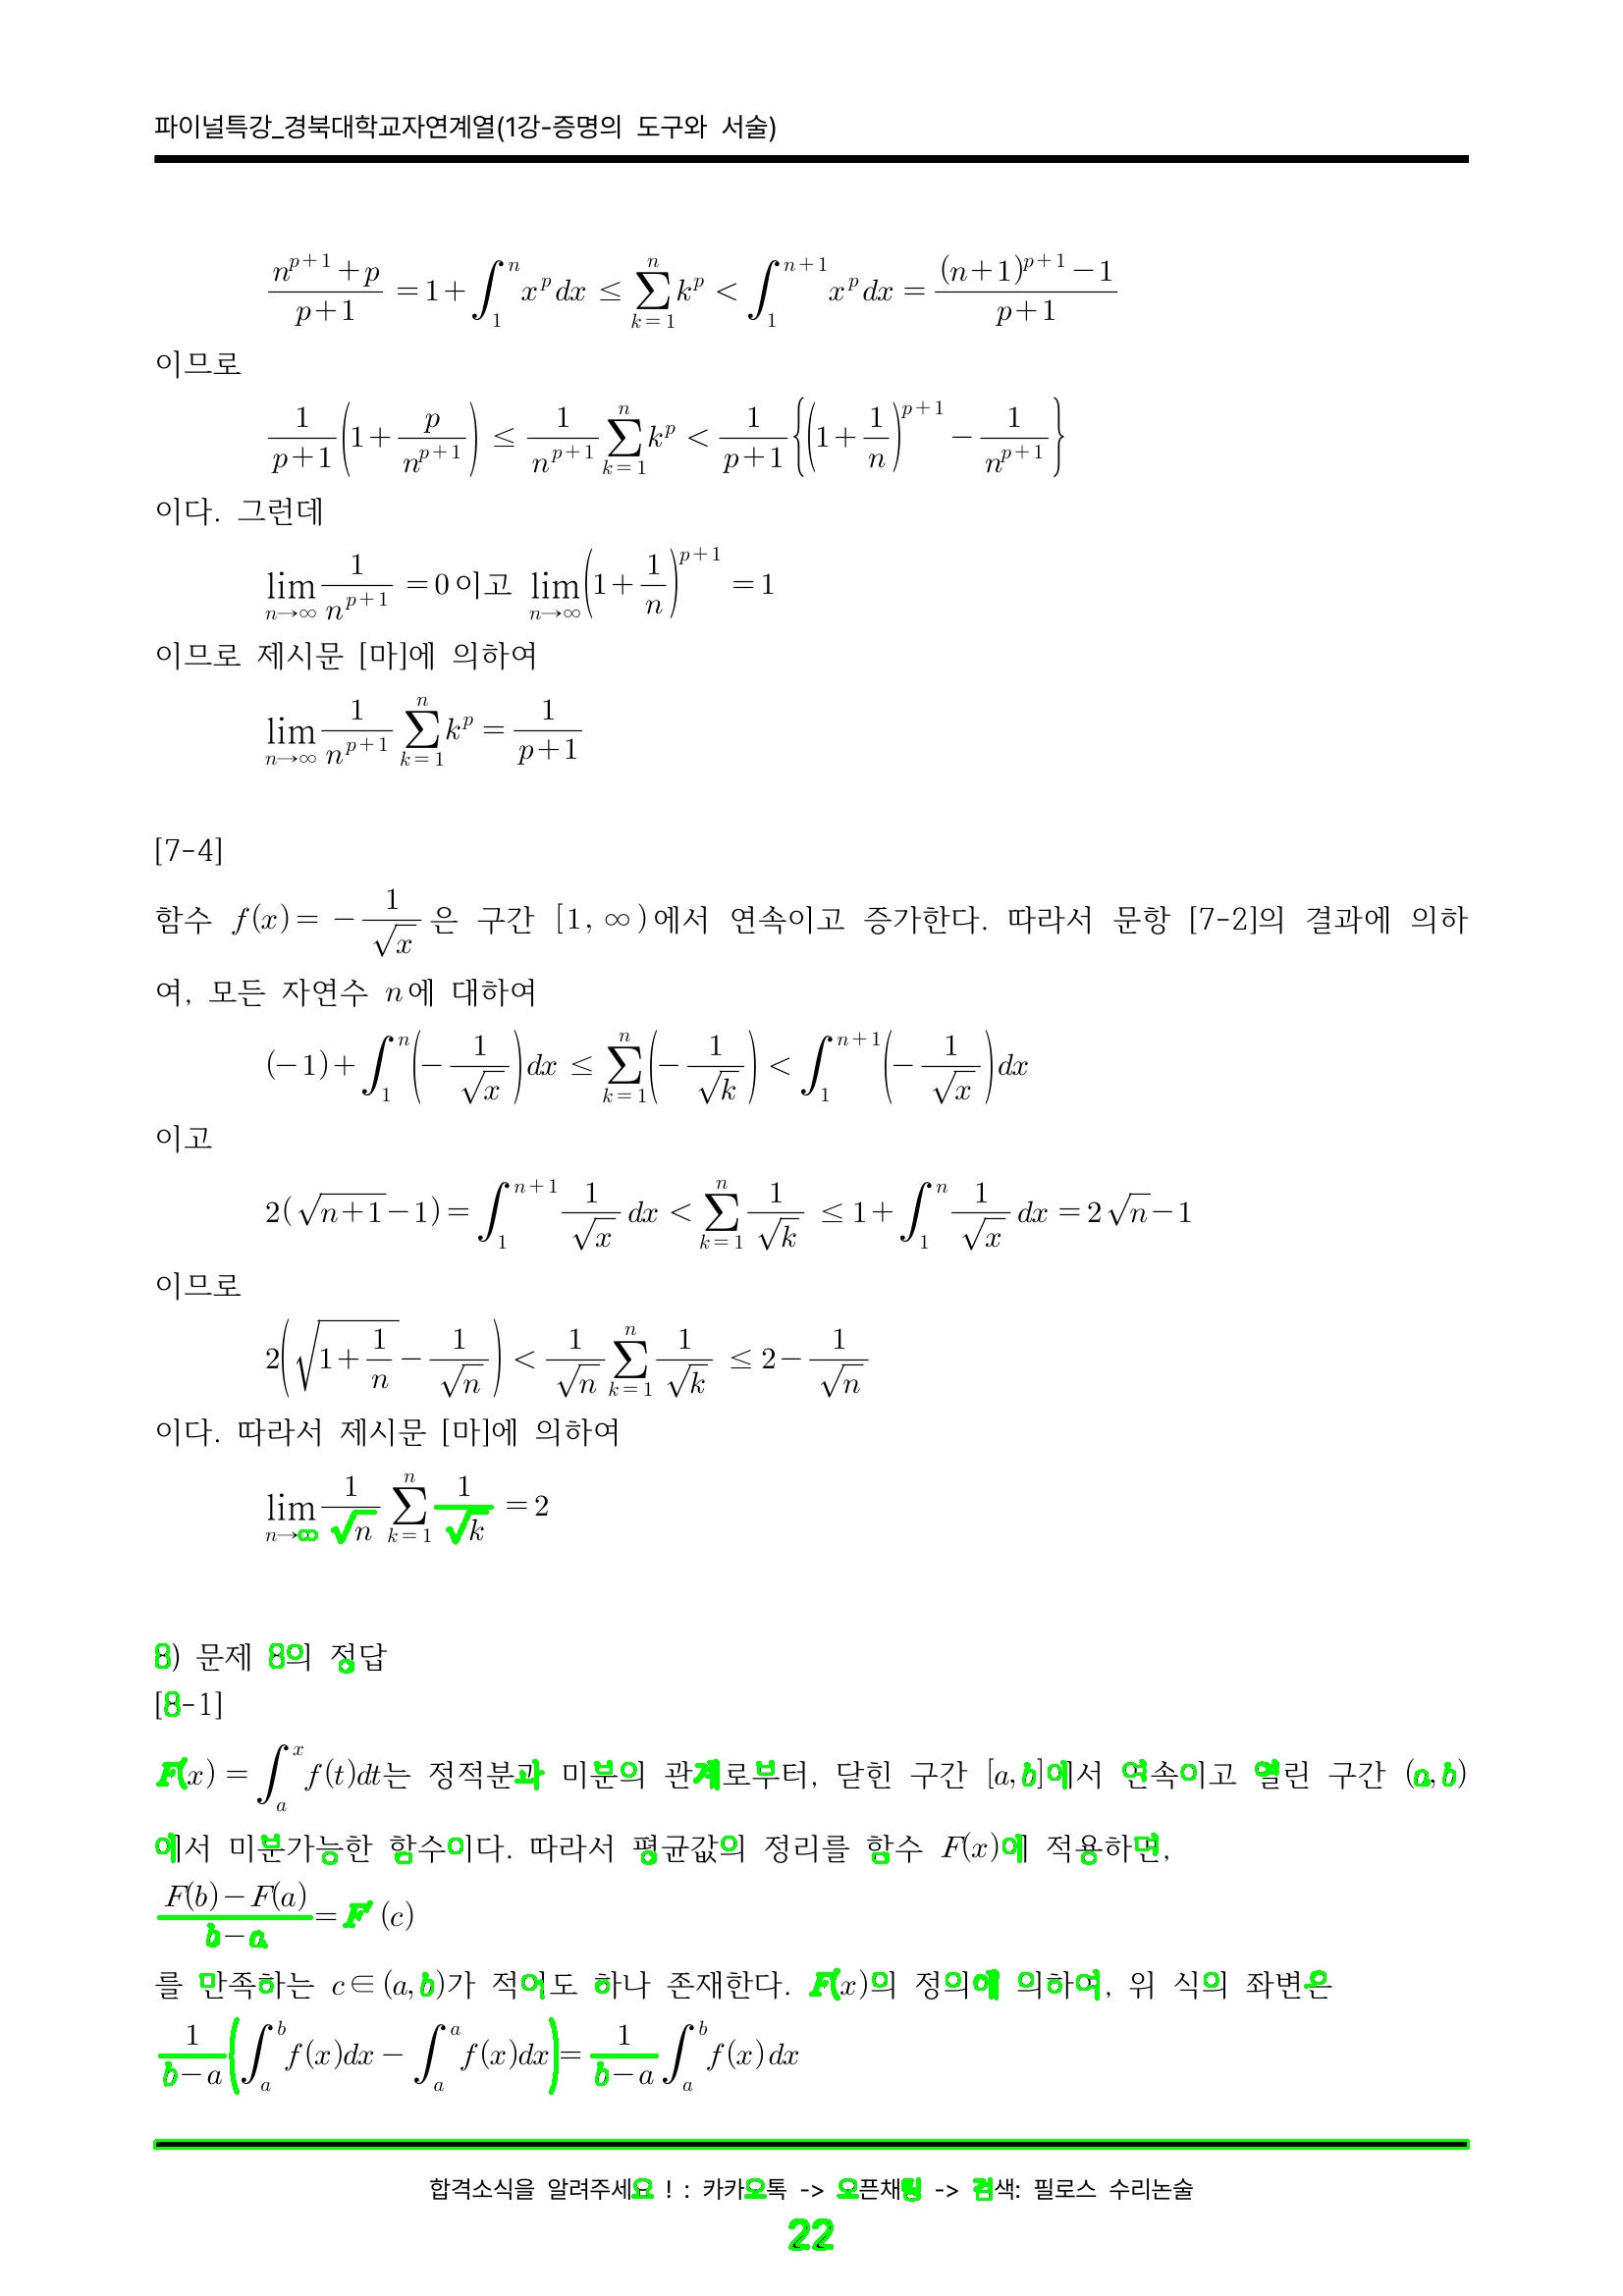 파이널특강_경북대학교자연계열(1강-증명의 도구와 서술)
\frac{n^{p+1}+p}{p+1} = 1+\int_1^n x^p dx \le \sum_{k=1}^n k^p < \int_1^{n+1} x^p dx = \frac{(n+1)^{p+1}-1}{p+1}
이므로
\frac{1}{p+1}\left(1+\frac{p}{n^{p+1}}\right) \le \frac{1}{n^{p+1}}\sum_{k=1}^n k^p < \frac{1}{p+1}\left\{\left(1+\frac{1}{n}\right)^{p+1}-\frac{1}{n^{p+1}}\right\}
이다. 그런데
\lim_{n\to\infty}\frac{1}{n^{p+1}} = 0 이고 \lim_{n\to\infty}\left(1+\frac{1}{n}\right)^{p+1} = 1
이므로 제시문 [마]에 의하여
\lim_{n\to\infty}\frac{1}{n^{p+1}}\sum_{k=1}^n k^p = \frac{1}{p+1}
[7-4]
함수 f(x) = -\frac{1}{\sqrt{x}} 은 구간 [1, ∞)에서 연속이고 증가한다. 따라서 문항 [7-2]의 결과에 의하
여, 모든 자연수 n에 대하여
(-1)+\int_1^n\left(-\frac{1}{\sqrt{x}}\right)dx \le \sum_{k=1}^n\left(-\frac{1}{\sqrt{k}}\right) < \int_1^{n+1}\left(-\frac{1}{\sqrt{x}}\right)dx
이고
2(\sqrt{n+1}-1) = \int_1^{n+1}\frac{1}{\sqrt{x}}dx < \sum_{k=1}^n\frac{1}{\sqrt{k}} \le 1+\int_1^n\frac{1}{\sqrt{x}}dx = 2\sqrt{n}-1
이므로
2\left(\sqrt{1+\frac{1}{n}}-\frac{1}{\sqrt{n}}\right) < \frac{1}{\sqrt{n}}\sum_{k=1}^n\frac{1}{\sqrt{k}} \le 2-\frac{1}{\sqrt{n}}
이다. 따라서 제시문 [마]에 의하여
\lim_{n\to\infty}\frac{1}{\sqrt{n}}\sum_{k=1}^n\frac{1}{\sqrt{k}} = 2
8) 문제 8의 정답
[8-1]
F(x) = \int_a^x f(t)dt는 정적분과 미분의 관계로부터, 닫힌 구간 [a,b]에서 연속이고 열린 구간 (a,b)
에서 미분가능한 함수이다. 따라서 평균값의 정리를 함수 F(x)에 적용하면,
\frac{F(b)-F(a)}{b-a} = F'(c)
를 만족하는 c∈(a,b)가 적어도 하나 존재한다. F(x)의 정의에 의하여, 위 식의 좌변은
\frac{1}{b-a}\left(\int_a^b f(x)dx - \int_a^a f(x)dx\right) = \frac{1}{b-a}\int_a^b f(x)dx
합격소식을 알려주세요 ! : 카카오톡 -> 오픈채팅 -> 검색: 필로스 수리논술
22